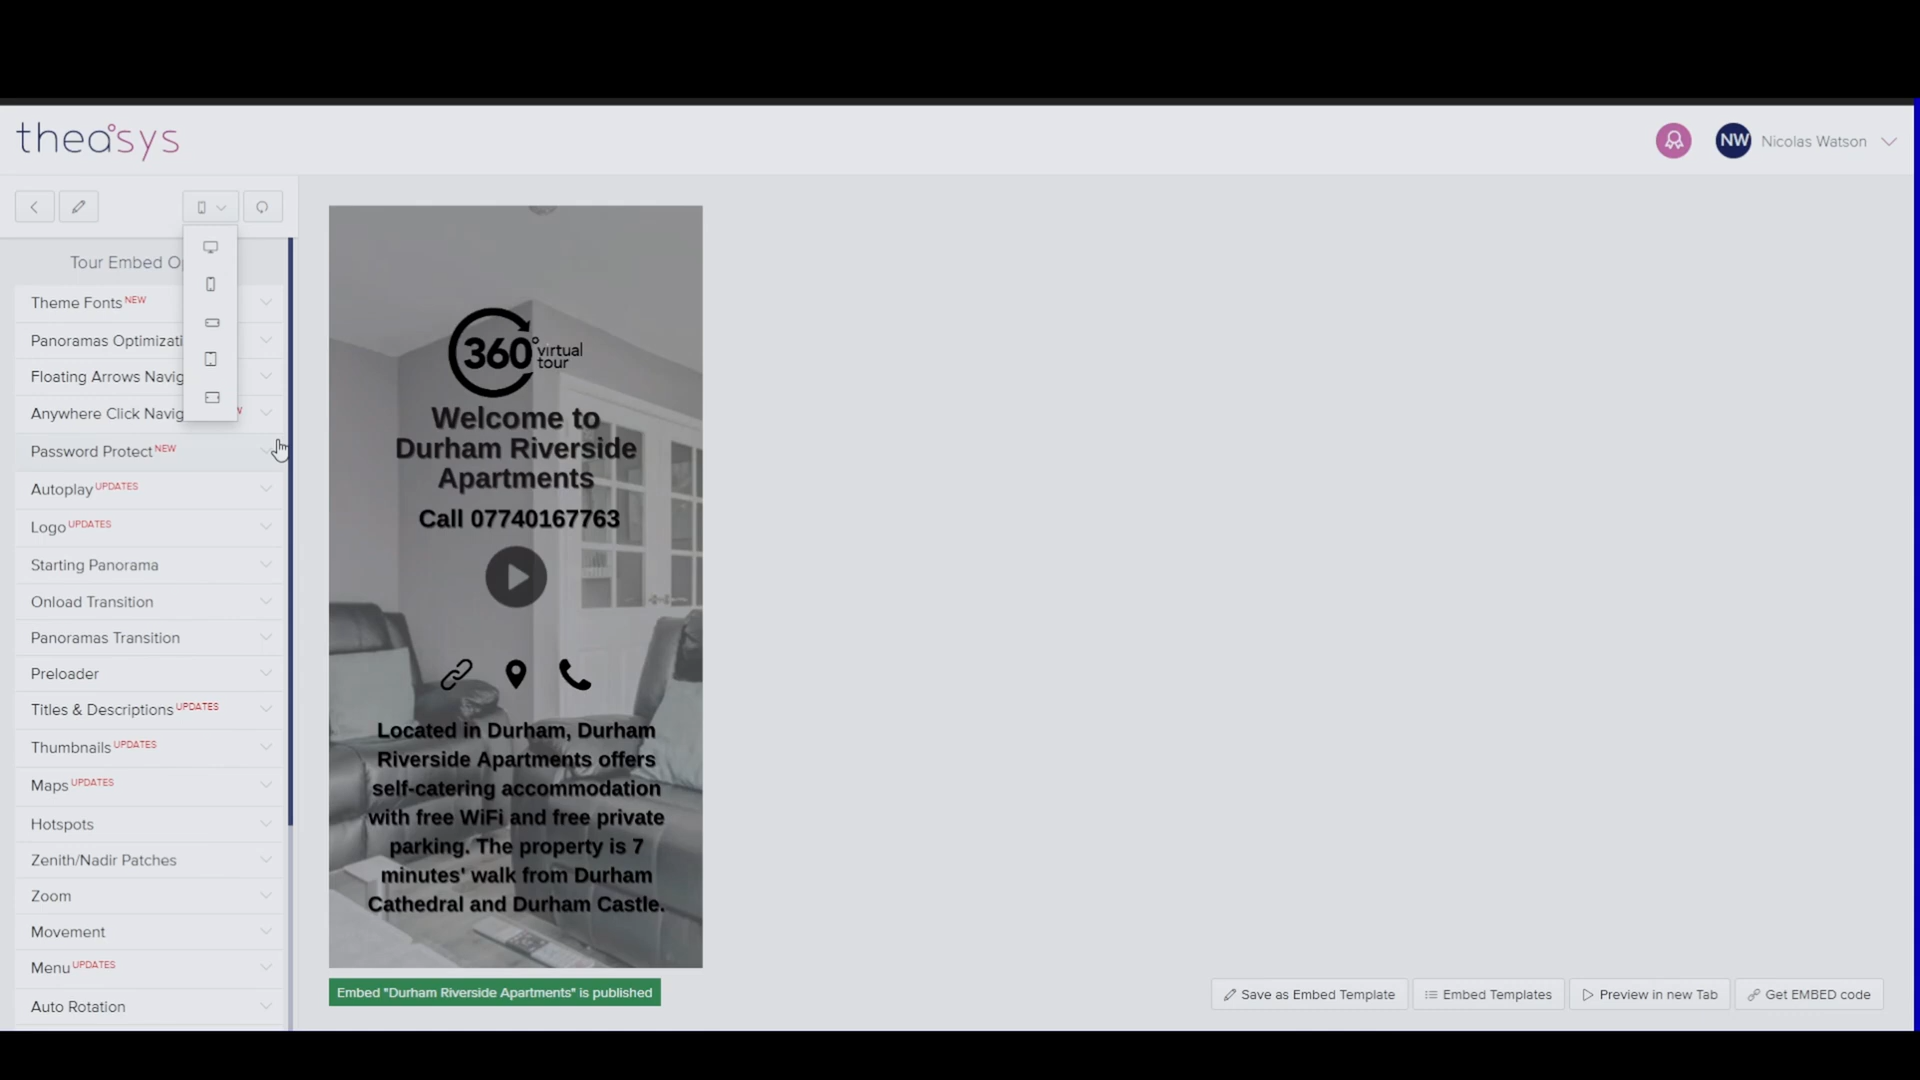 theasys
NW Nicolas Watson
Tour Embed Op
Theme Fonts NEW
Panoramas Optimizati
Floating Arrows Navig
Anywhere Click Navig W
Password Protect NEW
Autoplay UPDATES
Logo UPDATES
Starting Panorama
Onload Transition
Panoramas Transition
Preloader
Titles & Descriptions UPDATES
Thumbnails UPDATES
Maps UPDATES
Hotspots
Zenith/Nadir Patches
Zoom
Movement
Menu UPDATES
Auto Rotation
360° virtual
tour
Welcome to
Durham Riverside
Apartments
Call 07740167763
Located in Durham, Durham
Riverside Apartments offers
self-catering accommodation
with free WiFi and free private
parking. The property is 7
minutes' walk from Durham
Cathedral and Durham Castle.
Embed "Durham Riverside Apartments" is published
Save as Embed Template
Embed Templates
Preview in new Tab
Get EMBED code